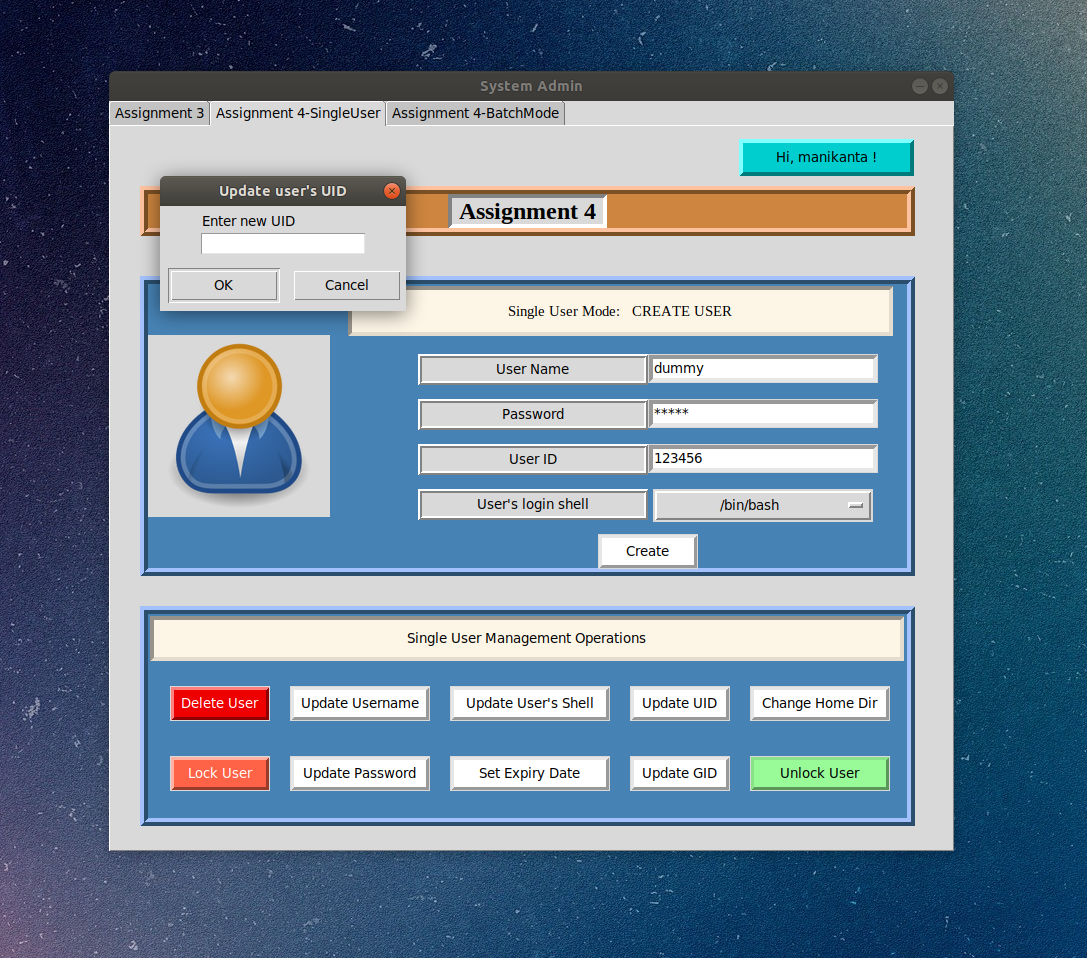 System Admin
Assignment 3 Assignment 4-SingleUser Assignment 4-BatchMode
Hi, manikanta !
Update user's UID
Enter new UID
OK Cancel
Assignment 4
Single User Mode: CREATE USER
User Name dummy
Password *****
User ID 123456
User's login shell /bin/bash
Create
Single User Management Operations
Delete User Update Username Update User's Shell Update UID Change Home Dir
Lock User Update Password Set Expiry Date Update GID Unlock User